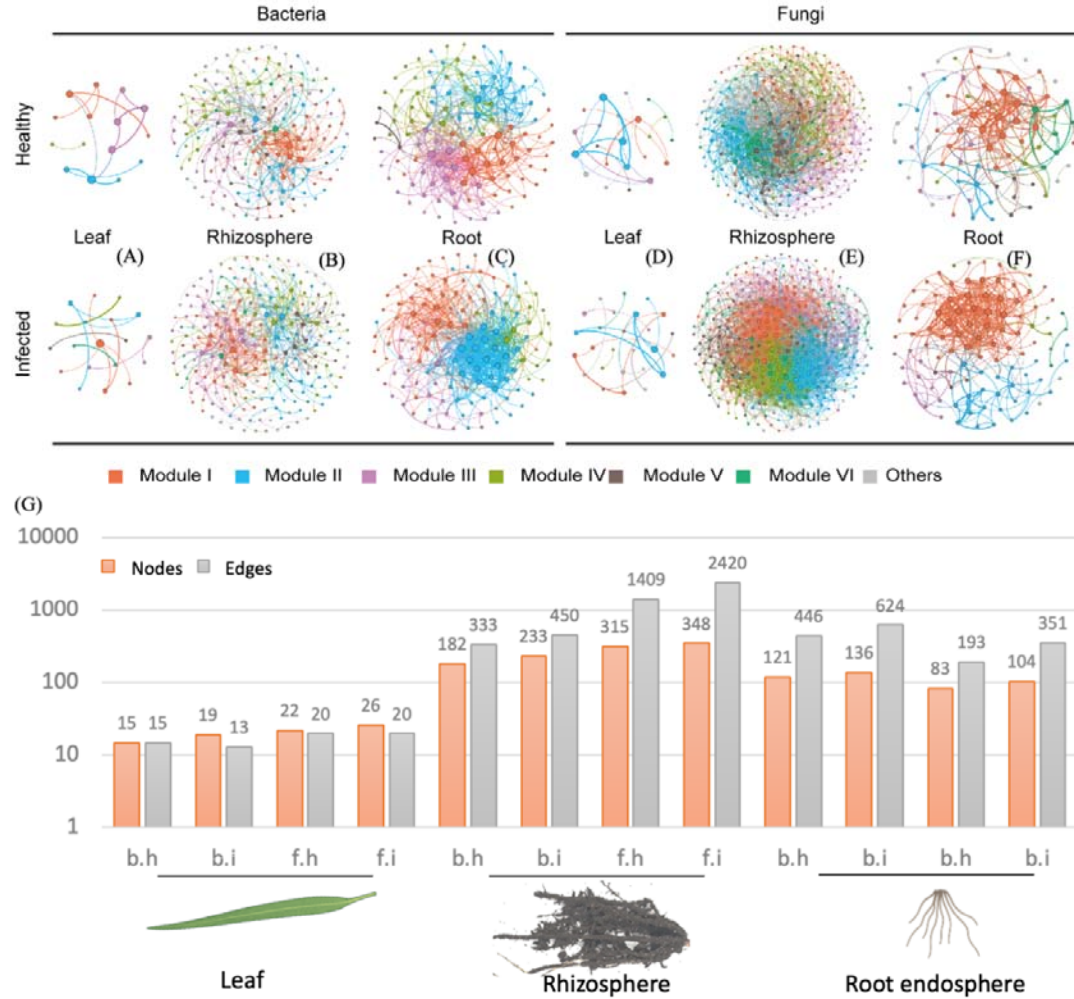 Bacteria Fungi
Healthy
Leaf Rhizosphere Root Leaf Rhizosphere Root
(A) (B) (C) (D) (E) (F)
Infected
Module I Module II Module III Module IV Module V Module VI Others
(G)
10000
1000
100
10
1
Nodes Edges
15 15 19 13 22 20 26 20 182 333 233 450 315 1409 348 2420 121 446 136 624 83 193 104 351
b.h b.i f.h f.i b.h b.i f.h f.i b.h b.i b.h b.i
Leaf Rhizosphere Root endosphere